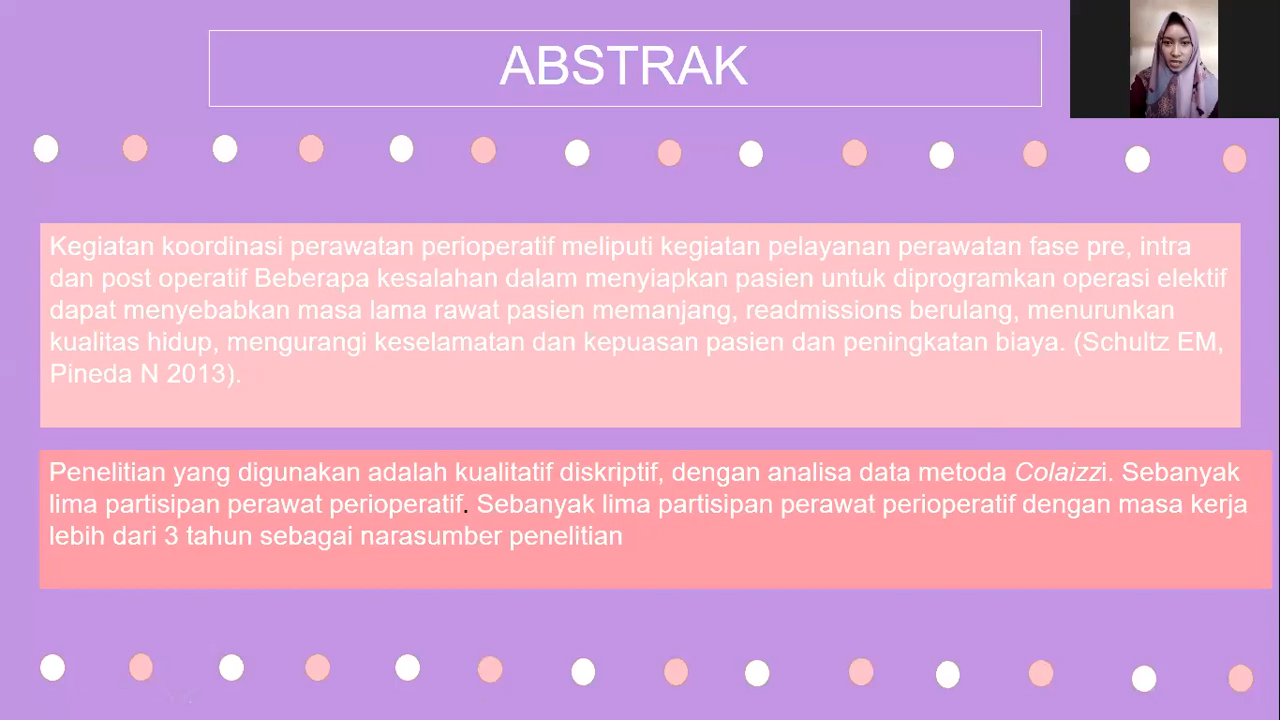 ABSTRAK
Kegiatan koordinasi perawatan perioperatif meliputi kegiatan pelayanan perawatan fase pre, intra
dan post operatif Beberapa kesalahan dalam menyiapkan pasien untuk diprogramkan operasi elektif
dapat menyebabkan masa lama rawat pasien memanjang, readmissions berulang, menurunkan
kualitas hidup, mengurangi keselamatan dan kepuasan pasien dan peningkatan biaya. (Schultz EM,
Pineda N 2013).
Penelitian yang digunakan adalah kualitatif diskriptif, dengan analisa data metoda Colaizzi. Sebanyak
lima partisipan perawat perioperatif. Sebanyak lima partisipan perawat perioperatif dengan masa kerja
lebih dari 3 tahun sebagai narasumber penelitian